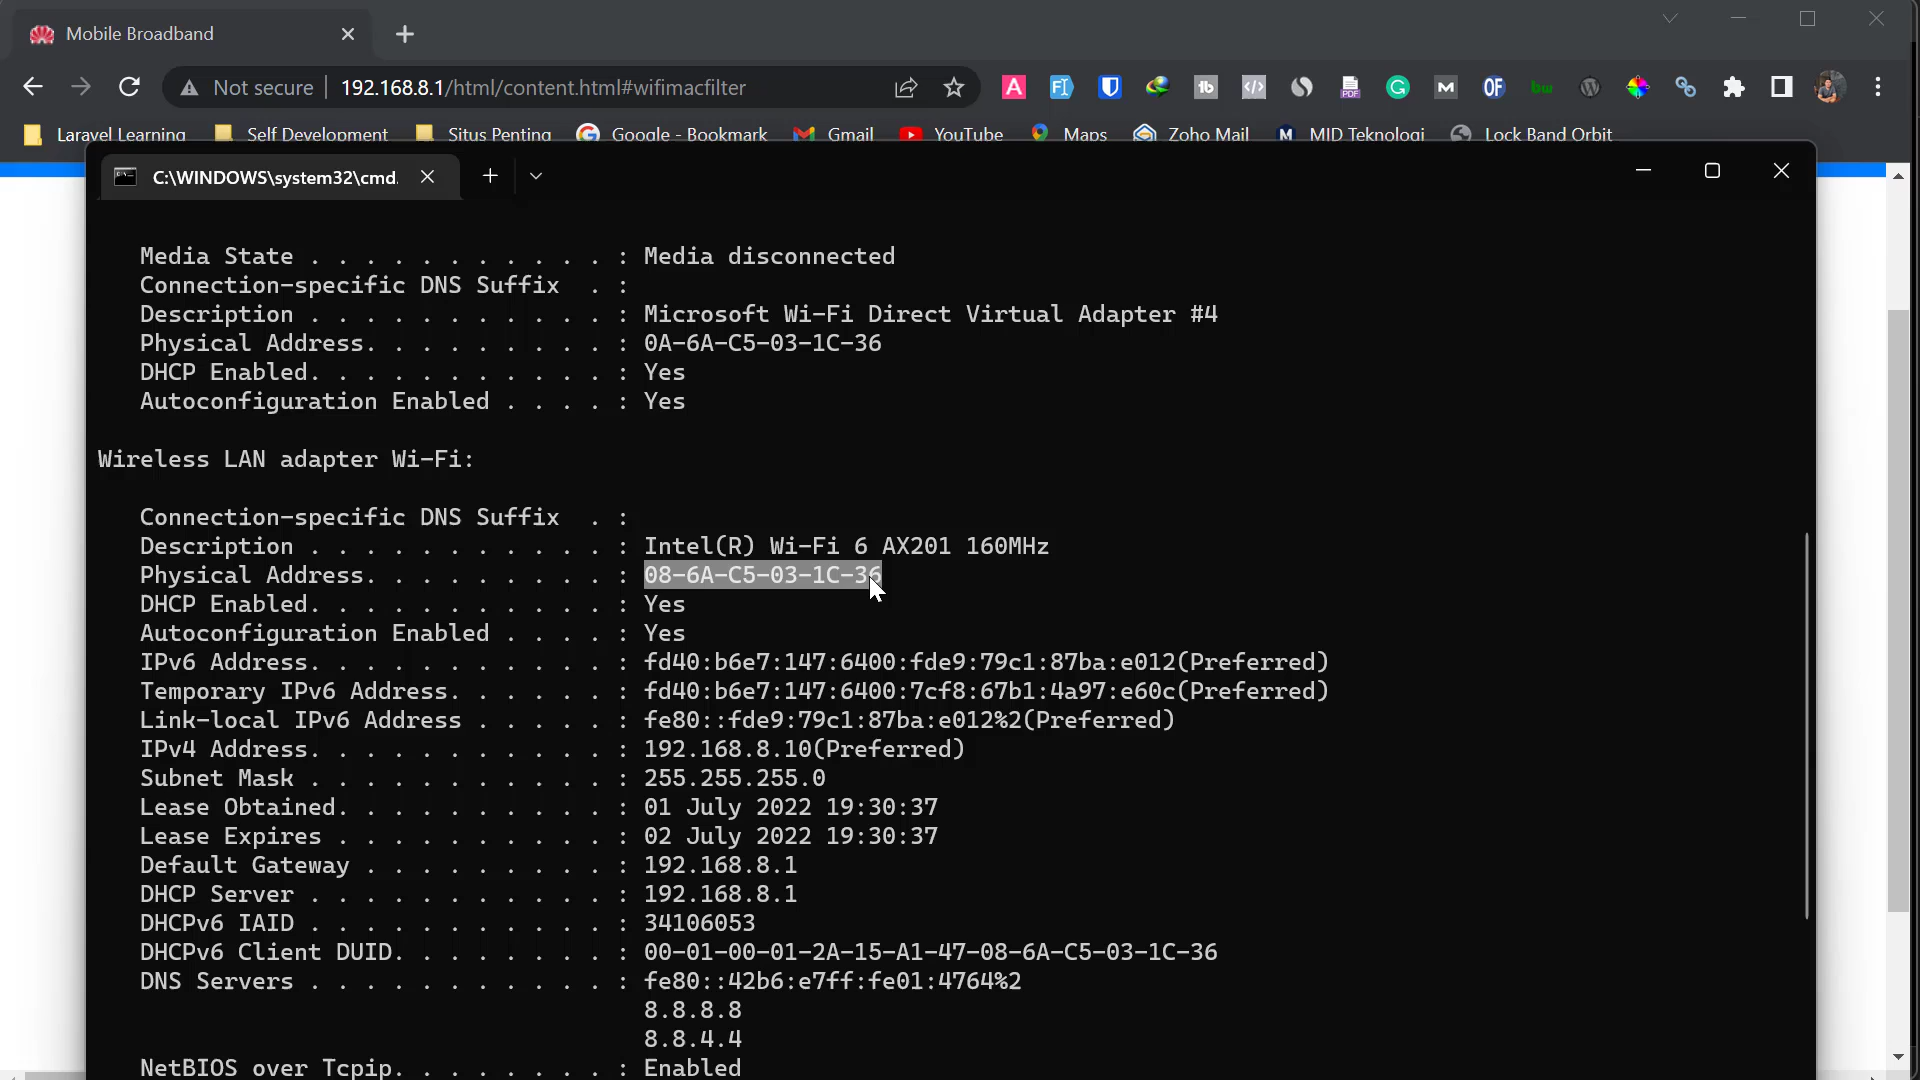 Mobile Broadband
Not secure 192.168.8.1/html/content.html#wifimacfilter
Laravel Learning Self Development Situs Penting Google - Bookmark Gmail YouTube Maps Zoho Mail MID Teknologi Lock Band Orbit
C:\WINDOWS\system32\cmd.
Media State . . . . . . . . . . . : Media disconnected
Connection-specific DNS Suffix . :
Description . . . . . . . . . . . : Microsoft Wi-Fi Direct Virtual Adapter #4
Physical Address. . . . . . . . . : 0A-6A-C5-03-1C-36
DHCP Enabled. . . . . . . . . . . : Yes
Autoconfiguration Enabled . . . . : Yes
Wireless LAN adapter Wi-Fi:
Connection-specific DNS Suffix . :
Description . . . . . . . . . . . : Intel(R) Wi-Fi 6 AX201 160MHz
Physical Address. . . . . . . . . : 08-6A-C5-03-1C-36
DHCP Enabled. . . . . . . . . . . : Yes
Autoconfiguration Enabled . . . . : Yes
IPv6 Address. . . . . . . . . . . : fd40:b6e7:147:6400:fde9:79c1:87ba:e012(Preferred)
Temporary IPv6 Address. . . . . . : fd40:b6e7:147:6400:7cf8:67b1:4a97:e60c(Preferred)
Link-local IPv6 Address . . . . . : fe80::fde9:79c1:87ba:e012%2(Preferred)
IPv4 Address. . . . . . . . . . . : 192.168.8.10(Preferred)
Subnet Mask . . . . . . . . . . . : 255.255.255.0
Lease Obtained. . . . . . . . . . : 01 July 2022 19:30:37
Lease Expires . . . . . . . . . . : 02 July 2022 19:30:37
Default Gateway . . . . . . . . . : 192.168.8.1
DHCP Server . . . . . . . . . . . : 192.168.8.1
DHCPv6 IAID . . . . . . . . . . . : 34106053
DHCPv6 Client DUID. . . . . . . . : 00-01-00-01-2A-15-A1-47-08-6A-C5-03-1C-36
DNS Servers . . . . . . . . . . . : fe80::42b6:e7ff:fe01:4764%2
8.8.8.8
8.8.4.4
NetBIOS over Tcpip. . . . . . . . : Enabled